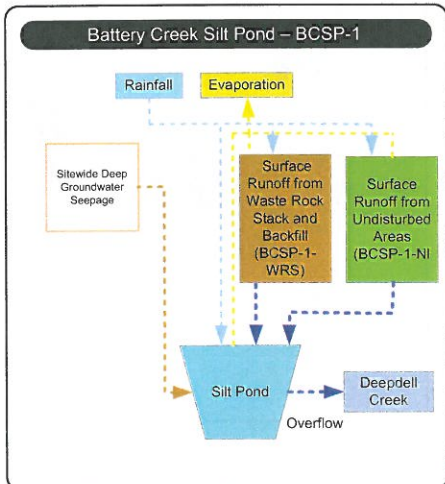 Battery Creek Silt Pond – BCSP-1
Rainfall
Evaporation
Sitewide Deep
Groundwater
Seepage
Surface
Runoff from
Waste Rock
Stack and
Backfill
(BCSP-1-
WRS)
Surface
Runoff from
Undisturbed
Areas
(BCSP-1-NI
Silt Pond
Deepdell
Creek
Overflow